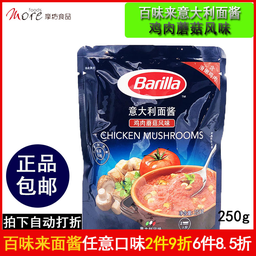 more foods
享坊食品
百味来意大利面酱
鸡肉蘑菇风味
Barilla
意大利面酱
鸡肉蘑菇风味
CHICKEN MUSHROOMS
正品
包邮
250g
拍下自动打折
百味来面酱任意口味2件9折6件8.5折